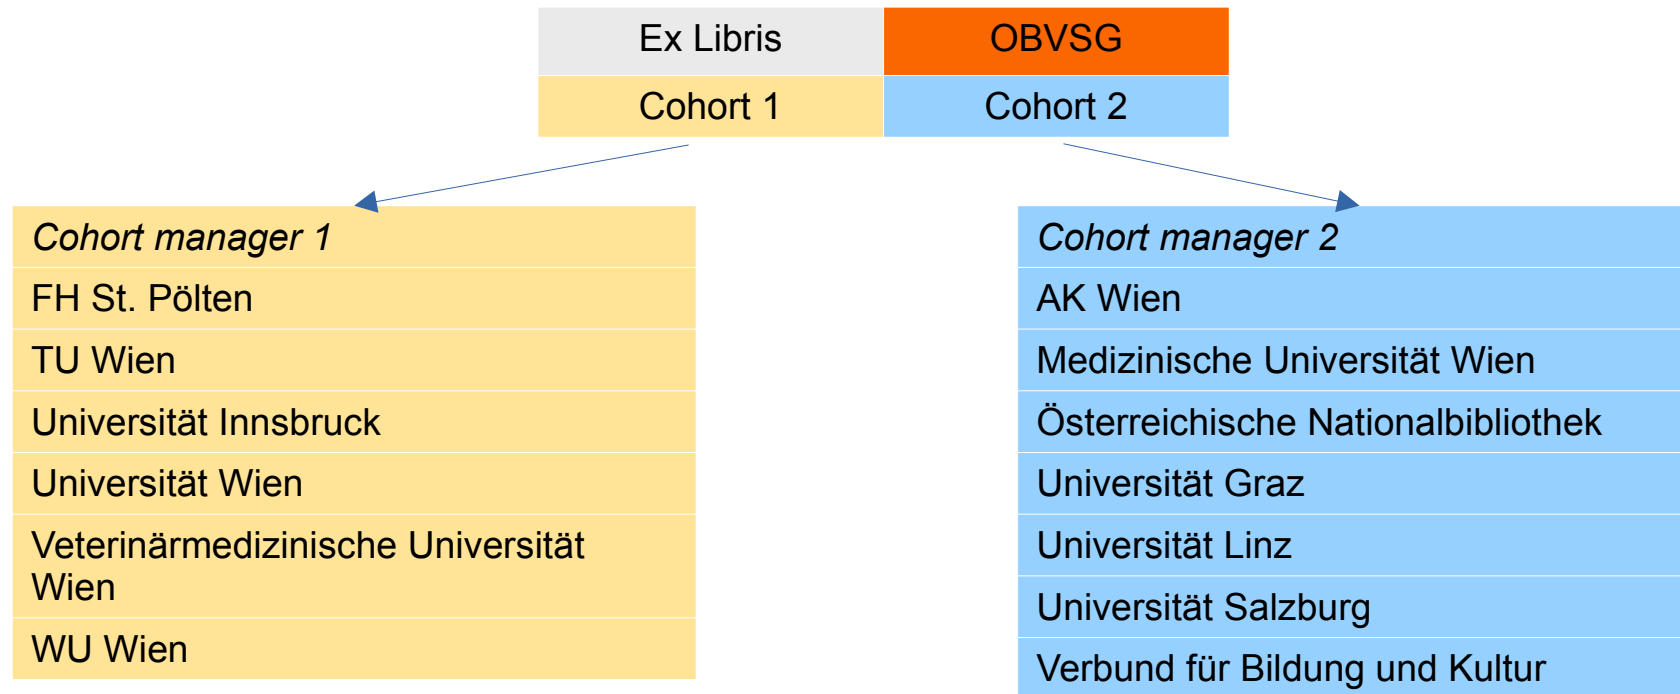 Ex Libris
OBVSG
Cohort 1
Cohort 2
Cohort manager 1
FH St. Pölten
TU Wien
Universität Innsbruck
Universität Wien
Veterinärmedizinische Universität
Wien
WU Wien
Cohort manager 2
AK Wien
Medizinische Universität Wien
Österreichische Nationalbibliothek
Universität Graz
Universität Linz
Universität Salzburg
Verbund für Bildung und Kultur